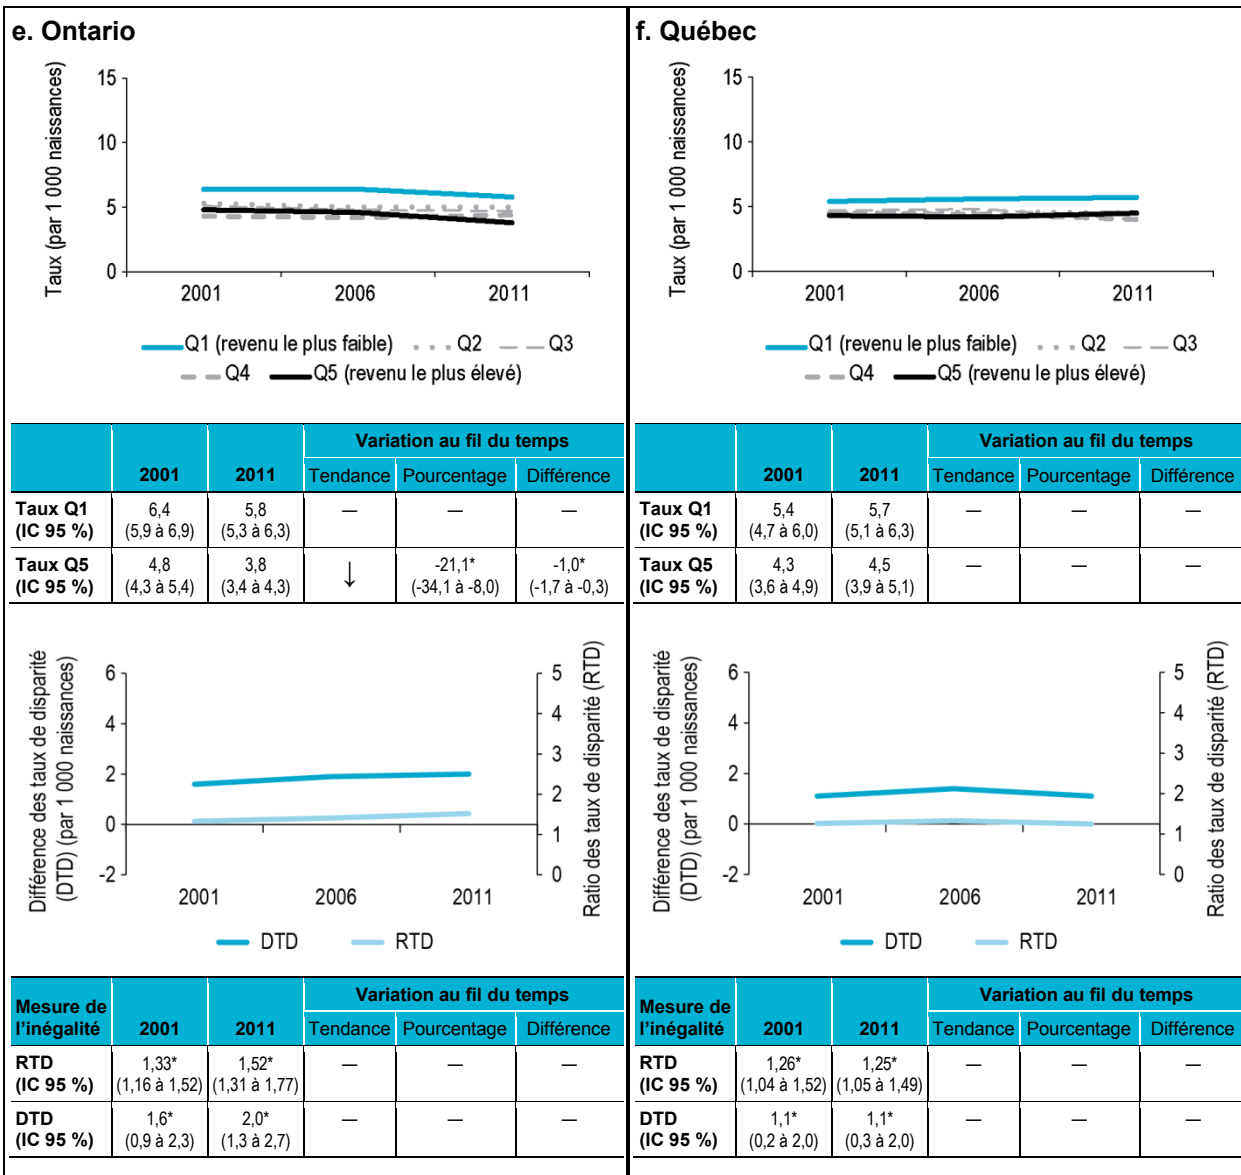 e. Ontario
Taux (par 1 000 naissances)
15
10
5
0
2001 2006 2011
Q1 (revenu le plus faible) Q2 Q3
Q4 Q5 (revenu le plus élevé)
Variation au fil du temps
2001 2011 Tendance Pourcentage Différence
Taux Q1 6,4 5,8 — — —
(IC 95 %) (5,9 à 6,9) (5,3 à 6,3)
Taux Q5 4,8 3,8 ↓ -21,1* -1,0*
(IC 95 %) (4,3 à 5,4) (3,4 à 4,3) (-34,1 à -8,0) (-1,7 à -0,3)
Différence des taux de disparité
(DTD) (par 1 000 naissances)
6
4
2
0
-2
5
4
3
2
1
0
Ratio des taux de disparité (RTD)
2001 2006 2011
DTD RTD
Mesure de
l'inégalité 2001 2011 Variation au fil du temps
Tendance Pourcentage Différence
RTD 1,33* 1,52* — — —
(IC 95 %) (1,16 à 1,52) (1,31 à 1,77)
DTD 1,6* 2,0* — — —
(IC 95 %) (0,9 à 2,3) (1,3 à 2,7)
f. Québec
Taux (par 1 000 naissances)
15
10
5
0
2001 2006 2011
Q1 (revenu le plus faible) Q2 Q3
Q4 Q5 (revenu le plus élevé)
Variation au fil du temps
2001 2011 Tendance Pourcentage Différence
Taux Q1 5,4 5,7 — — —
(IC 95 %) (4,7 à 6,0) (5,1 à 6,3)
Taux Q5 4,3 4,5 — — —
(IC 95 %) (3,6 à 4,9) (3,9 à 5,1)
Différence des taux de disparité
(DTD) (par 1 000 naissances)
6
4
2
0
-2
5
4
3
2
1
0
Ratio des taux de disparité (RTD)
2001 2006 2011
DTD RTD
Mesure de
l'inégalité 2001 2011 Variation au fil du temps
Tendance Pourcentage Différence
RTD 1,26* 1,25* — — —
(IC 95 %) (1,04 à 1,52) (1,05 à 1,49)
DTD 1,1* 1,1* — — —
(IC 95 %) (0,2 à 2,0) (0,3 à 2,0)